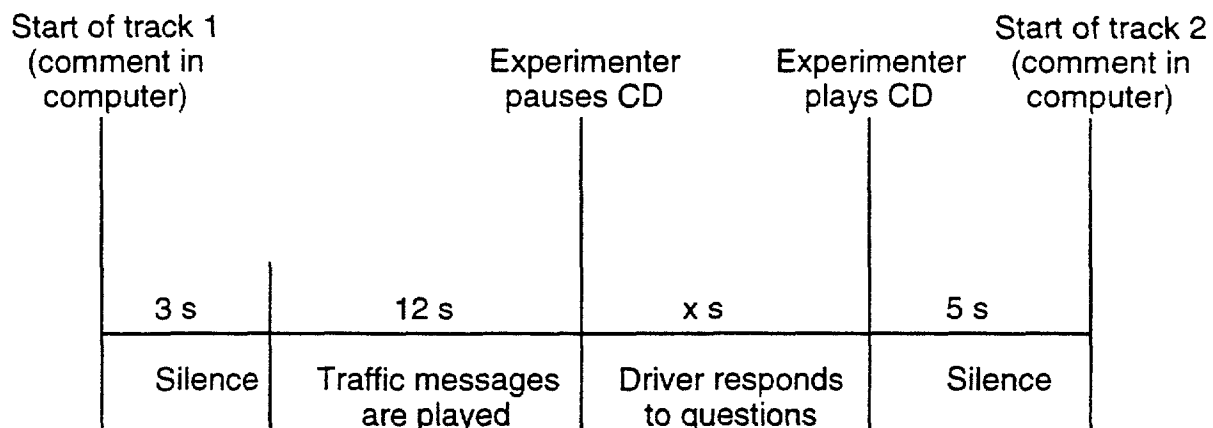 Start of track 1
(comment in
computer)
Experimenter
pauses CD
Experimenter
plays CD
Start of track 2
(comment in
computer)
3 s
12 s
x s
5 s
Silence
Traffic messages
are played
Driver responds
to questions
Silence